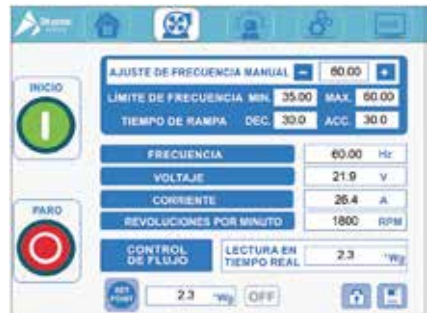 AJUSTE DE FRECUENCIA MANUAL - 60.00 +
INICIO
LÍMITE DE FRECUENCIA MIN. 35.00 MAX. 60.00
TIEMPO DE RAMPA DEC. 30.0 ACC. 30.0
FRECUENCIA 60.00 Hz
VOLTAJE 21.9 V
CORRIENTE 26.4 A
PARO
REVOLUCIONES POR MINUTO 1800 RPM
CONTROL DE FLUJO
LECTURA EN TIEMPO REAL 2.3 "Wg
SET POINT 2.3 "Wg OFF